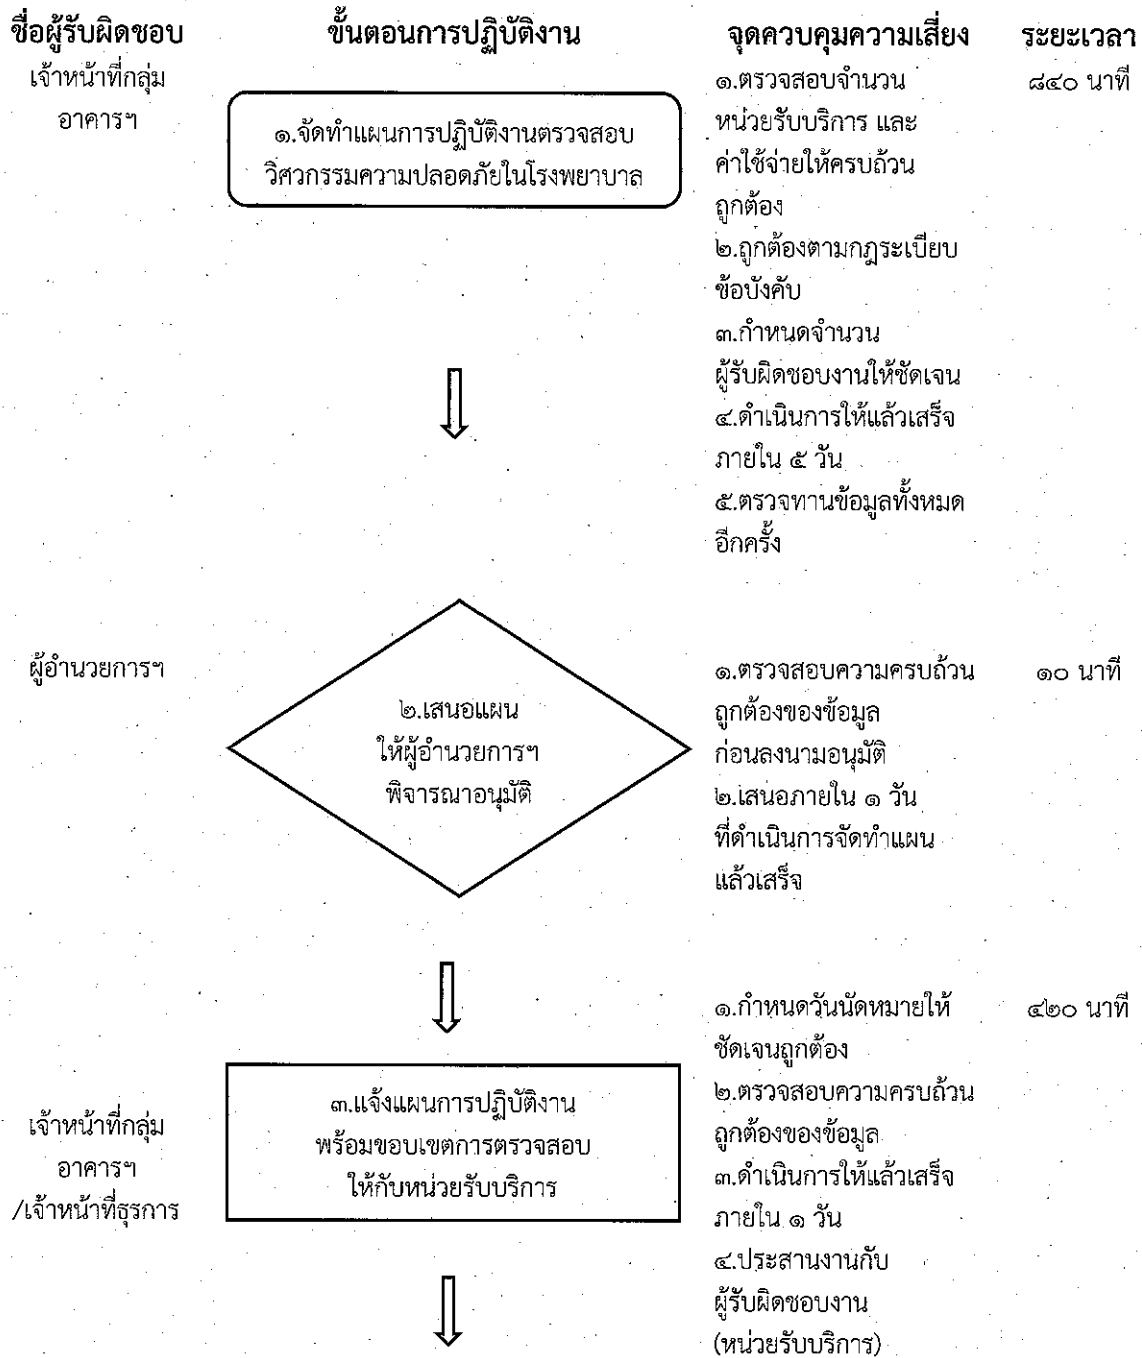 ชื่อผู้รับผิดชอบ
ขั้นตอนการปฏิบัติงาน
จุดควบคุมความเสี่ยง
ระยะเวลา
เจ้าหน้าที่กลุ่ม
อาคารฯ
๑.จัดทำแผนการปฏิบัติงานตรวจสอบ
วิศวกรรมความปลอดภัยในโรงพยาบาล
๑.ตรวจสอบจำนวน
หน่วยรับบริการ และ
ค่าใช้จ่ายให้ครบถ้วน
ถูกต้อง
๒.ถูกต้องตามกฎระเบียบ
ข้อบังคับ
๓.กำหนดจำนวน
ผู้รับผิดชอบงานให้ชัดเจน
๔.ดำเนินการให้แล้วเสร็จ
ภายใน ๕ วัน
๕.ตรวจทานข้อมูลทั้งหมด
อีกครั้ง
๘๔๐ นาที
ผู้อำนวยการฯ
๒.เสนอแผน
ให้ผู้อำนวยการฯ
พิจารณาอนุมัติ
๑.ตรวจสอบความครบถ้วน
ถูกต้องของข้อมูล
ก่อนลงนามอนุมัติ
๒.เสนอภายใน ๑ วัน
ที่ดำเนินการจัดทำแผน
แล้วเสร็จ
๑๐ นาที
เจ้าหน้าที่กลุ่ม
อาคารฯ
/เจ้าหน้าที่ธุรการ
๓.แจ้งแผนการปฏิบัติงาน
พร้อมขอบเขตการตรวจสอบ
ให้กับหน่วยรับบริการ
๑.กำหนดวันนัดหมายให้
ชัดเจนถูกต้อง
๒.ตรวจสอบความครบถ้วน
ถูกต้องของข้อมูล
๓.ดำเนินการให้แล้วเสร็จ
ภายใน ๑ วัน
๔.ประสานงานกับ
ผู้รับผิดชอบงาน
(หน่วยรับบริการ)
๔๒๐ นาที